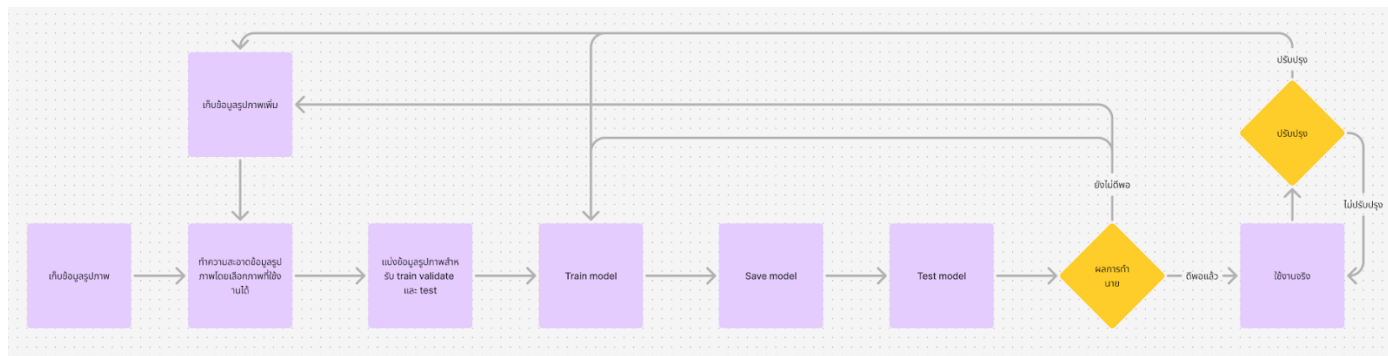 ปรับปรุง
เก็บข้อมูลรูปภาพเพิ่ม
ปรับปรุง
ยังไม่ดีพอ
ไม่ปรับปรุง
เก็บข้อมูลรูปภาพ
ทำความสะอาดข้อมูลรูป
ภาพโดยเลือกภาพที่ใช้ง
านได้
แบ่งข้อมูลรูปภาพสำห
รับ train validate
และ test
Train model
Save model
Test model
ผลการทำ
นาย
ดีพอแล้ว
ใช้งานจริง